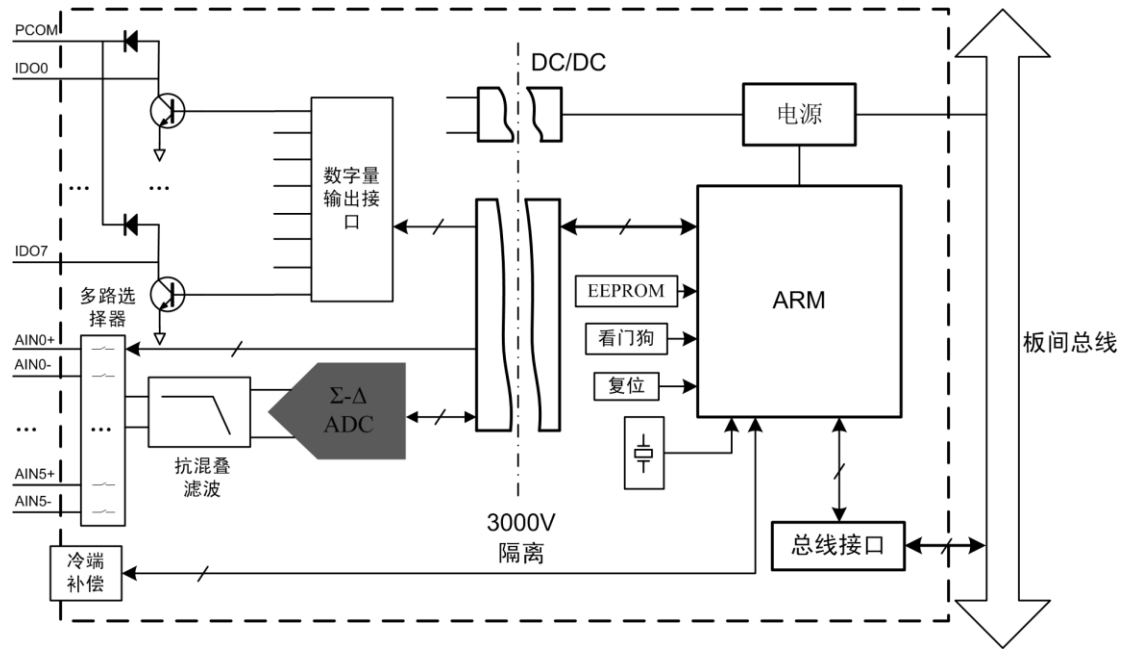 PCOM
IDO0
...
...
IDO7
数字量
输出接
口
DC/DC
电源
ARM
EEPROM
看门狗
复位
板间总线
多路选
择器
AIN0+
AIN0-
...
...
AIN5+
AIN5-
抗混叠
滤波
Σ-Δ
ADC
3000V
隔离
总线接口
冷端
补偿